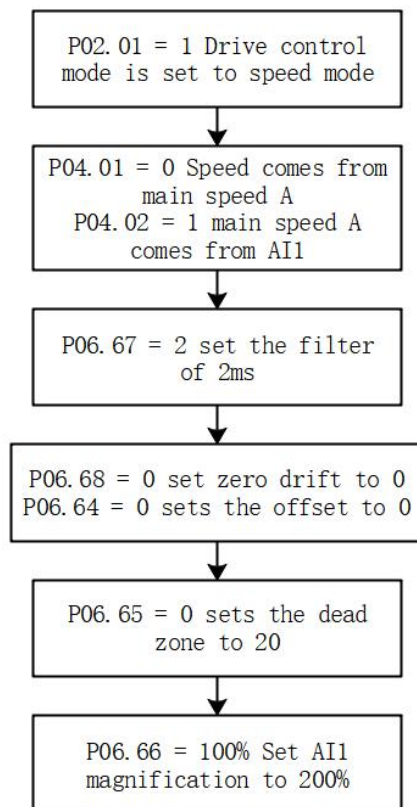 P02.01 = 1 Drive control
mode is set to speed mode
P04.01 = 0 Speed comes from
main speed A
P04.02 = 1 main speed A
comes from AI1
P06.67 = 2 set the filter
of 2ms
P06.68 = 0 set zero drift to 0
P06.64 = 0 sets the offset to 0
P06.65 = 0 sets the dead
zone to 20
P06.66 = 100% Set AI1
magnification to 200%